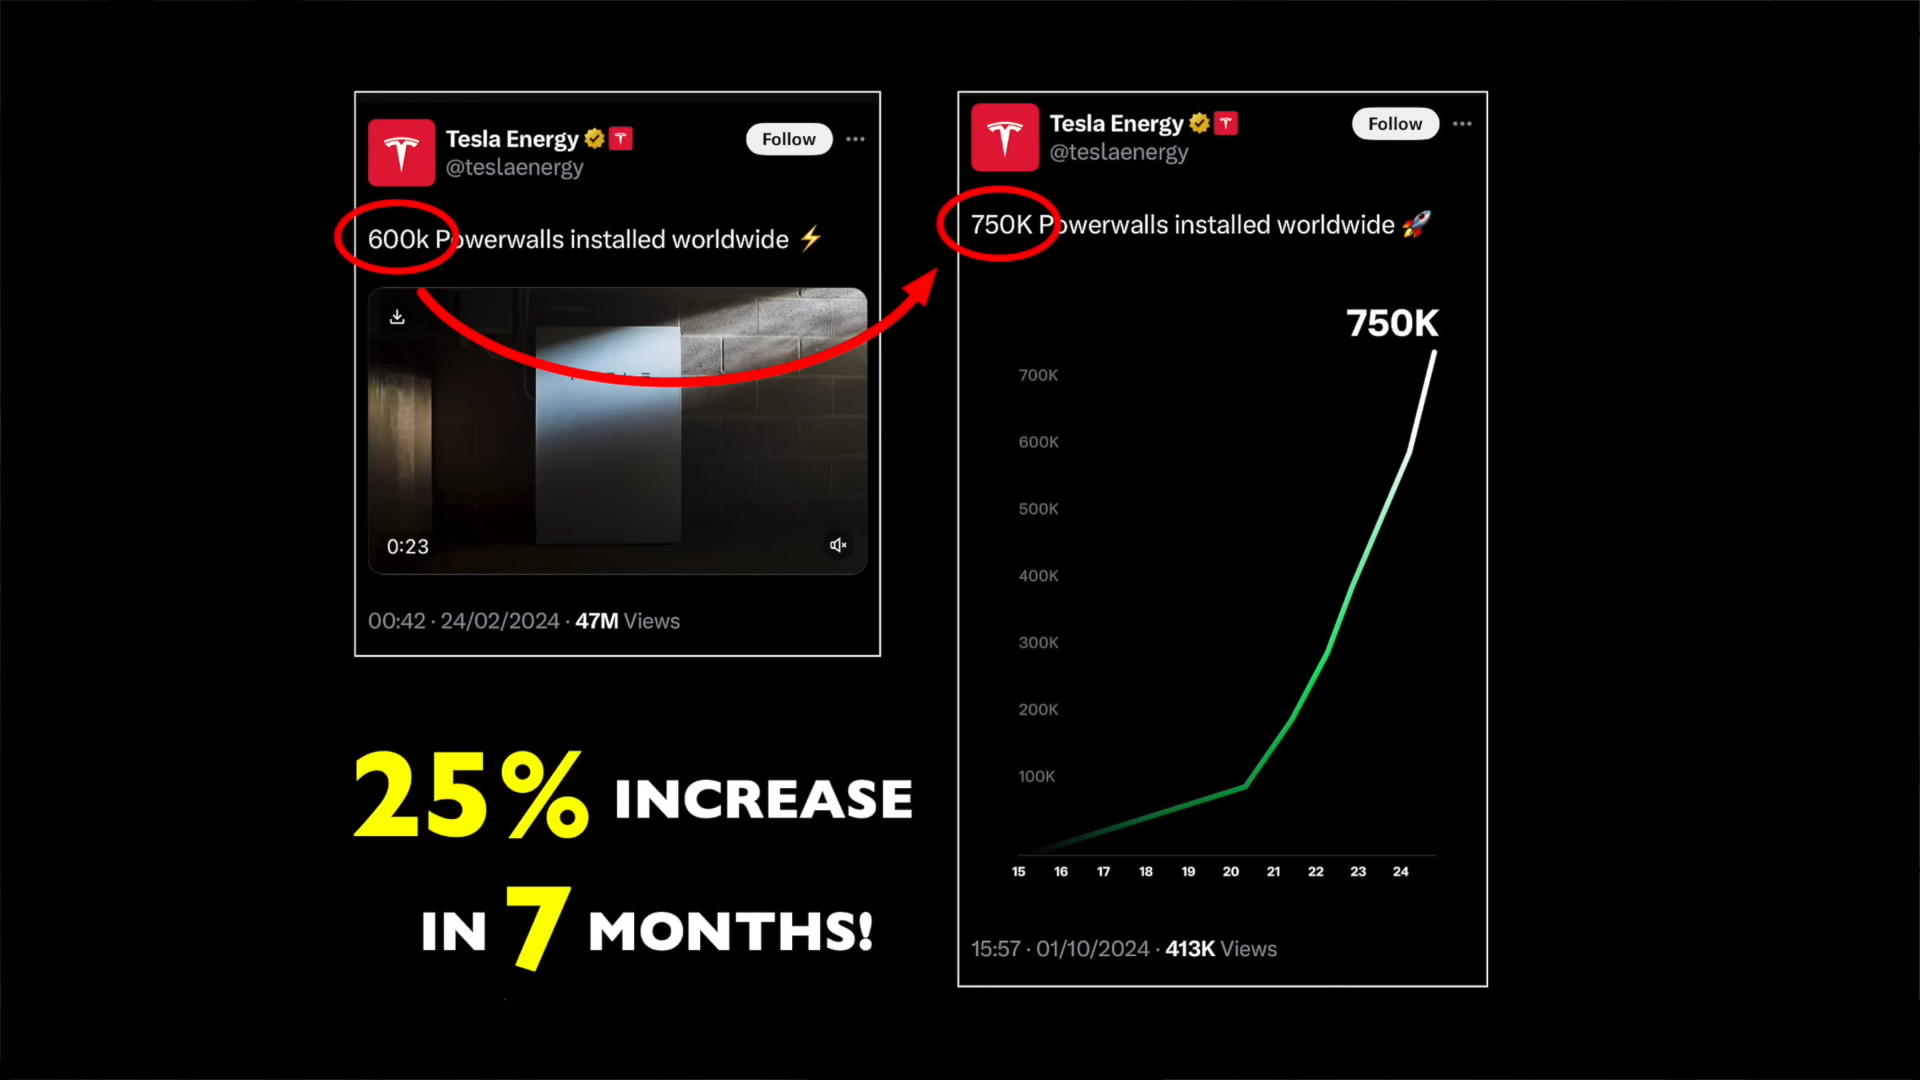 Tesla Energy
Follow
@teslaenergy
600k Powerwalls installed worldwide ⚡
0:23
00:42 · 24/02/2024 · 47M Views
25% INCREASE
IN 7 MONTHS!
Tesla Energy
Follow
@teslaenergy
750K Powerwalls installed worldwide 🚀
750K
700K
600K
500K
400K
300K
200K
100K
15 16 17 18 19 20 21 22 23 24
15:57 · 01/10/2024 · 413K Views